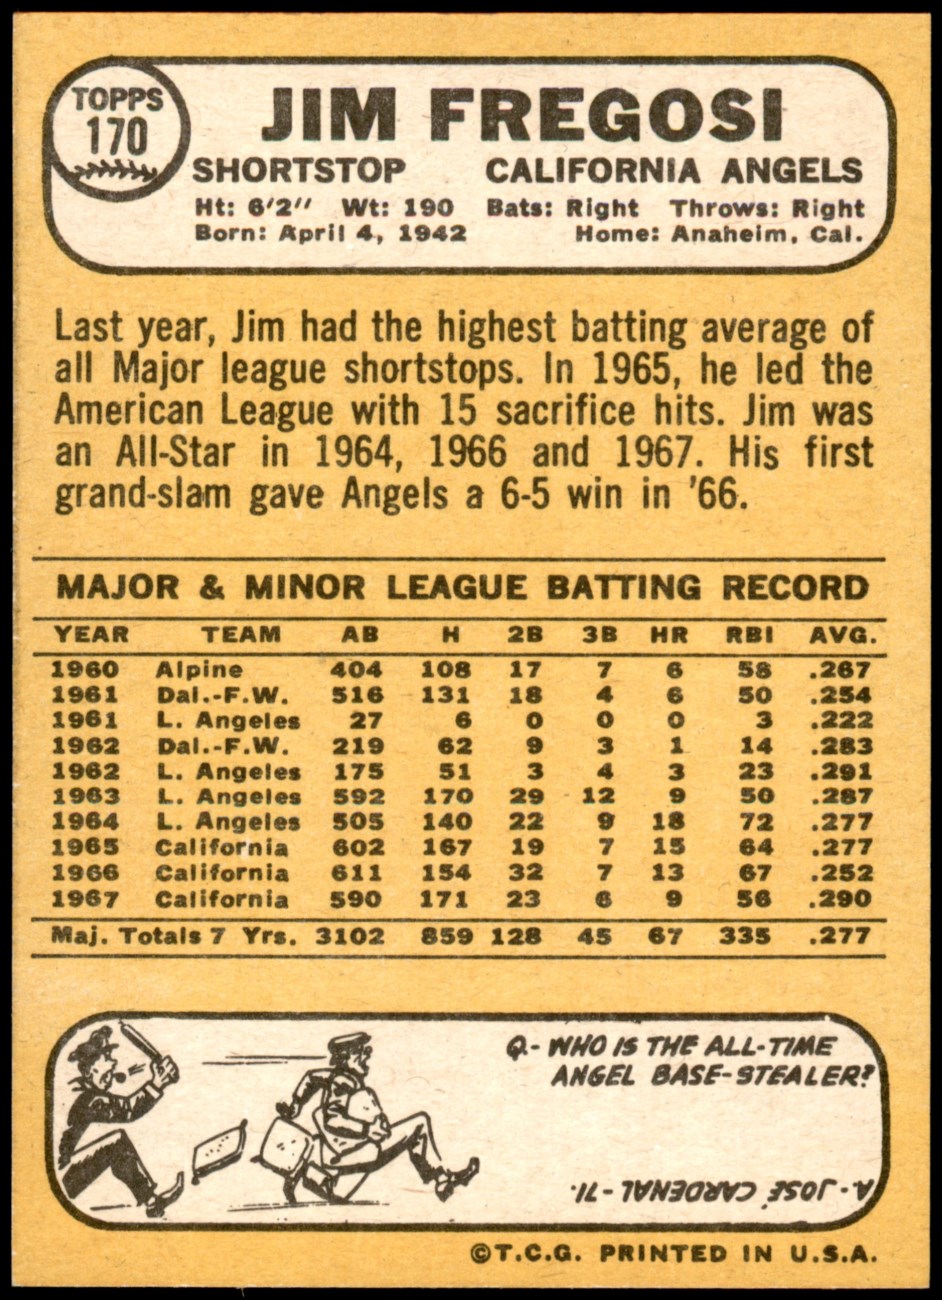 TOPPS
170
JIM FREGOSI
SHORTSTOP CALIFORNIA ANGELS
Ht: 6'2" Wt: 190 Bats: Right Throws: Right
Born: April 4, 1942 Home: Anaheim, Cal.
Last year, Jim had the highest batting average of
all Major league shortstops. In 1965, he led the
American League with 15 sacrifice hits. Jim was
an All-Star in 1964, 1966 and 1967. His first
grand-slam gave Angels a 6-5 win in '66.
MAJOR & MINOR LEAGUE BATTING RECORD
YEAR TEAM AB H 2B 3B HR RBI AVG.
1960 Alpine 404 108 17 7 6 58 .267
1961 Dal.-F.W. 516 131 18 4 6 50 .254
1961 L. Angeles 27 6 0 0 0 3 .222
1962 Dal.-F.W. 219 62 9 3 1 14 .283
1962 L. Angeles 175 51 3 4 3 23 .291
1963 L. Angeles 592 170 29 12 9 50 .287
1964 L. Angeles 505 140 22 9 18 72 .277
1965 California 602 167 19 7 15 64 .277
1966 California 611 154 32 7 13 67 .252
1967 California 590 171 23 6 9 56 .290
Maj. Totals 7 Yrs. 3102 859 128 45 67 335 .277
Q.- WHO IS THE ALL-TIME
ANGEL BASE-STEALER?
A.- JOSÉ CARDENAL-71.
©T.C.G. PRINTED IN U.S.A.